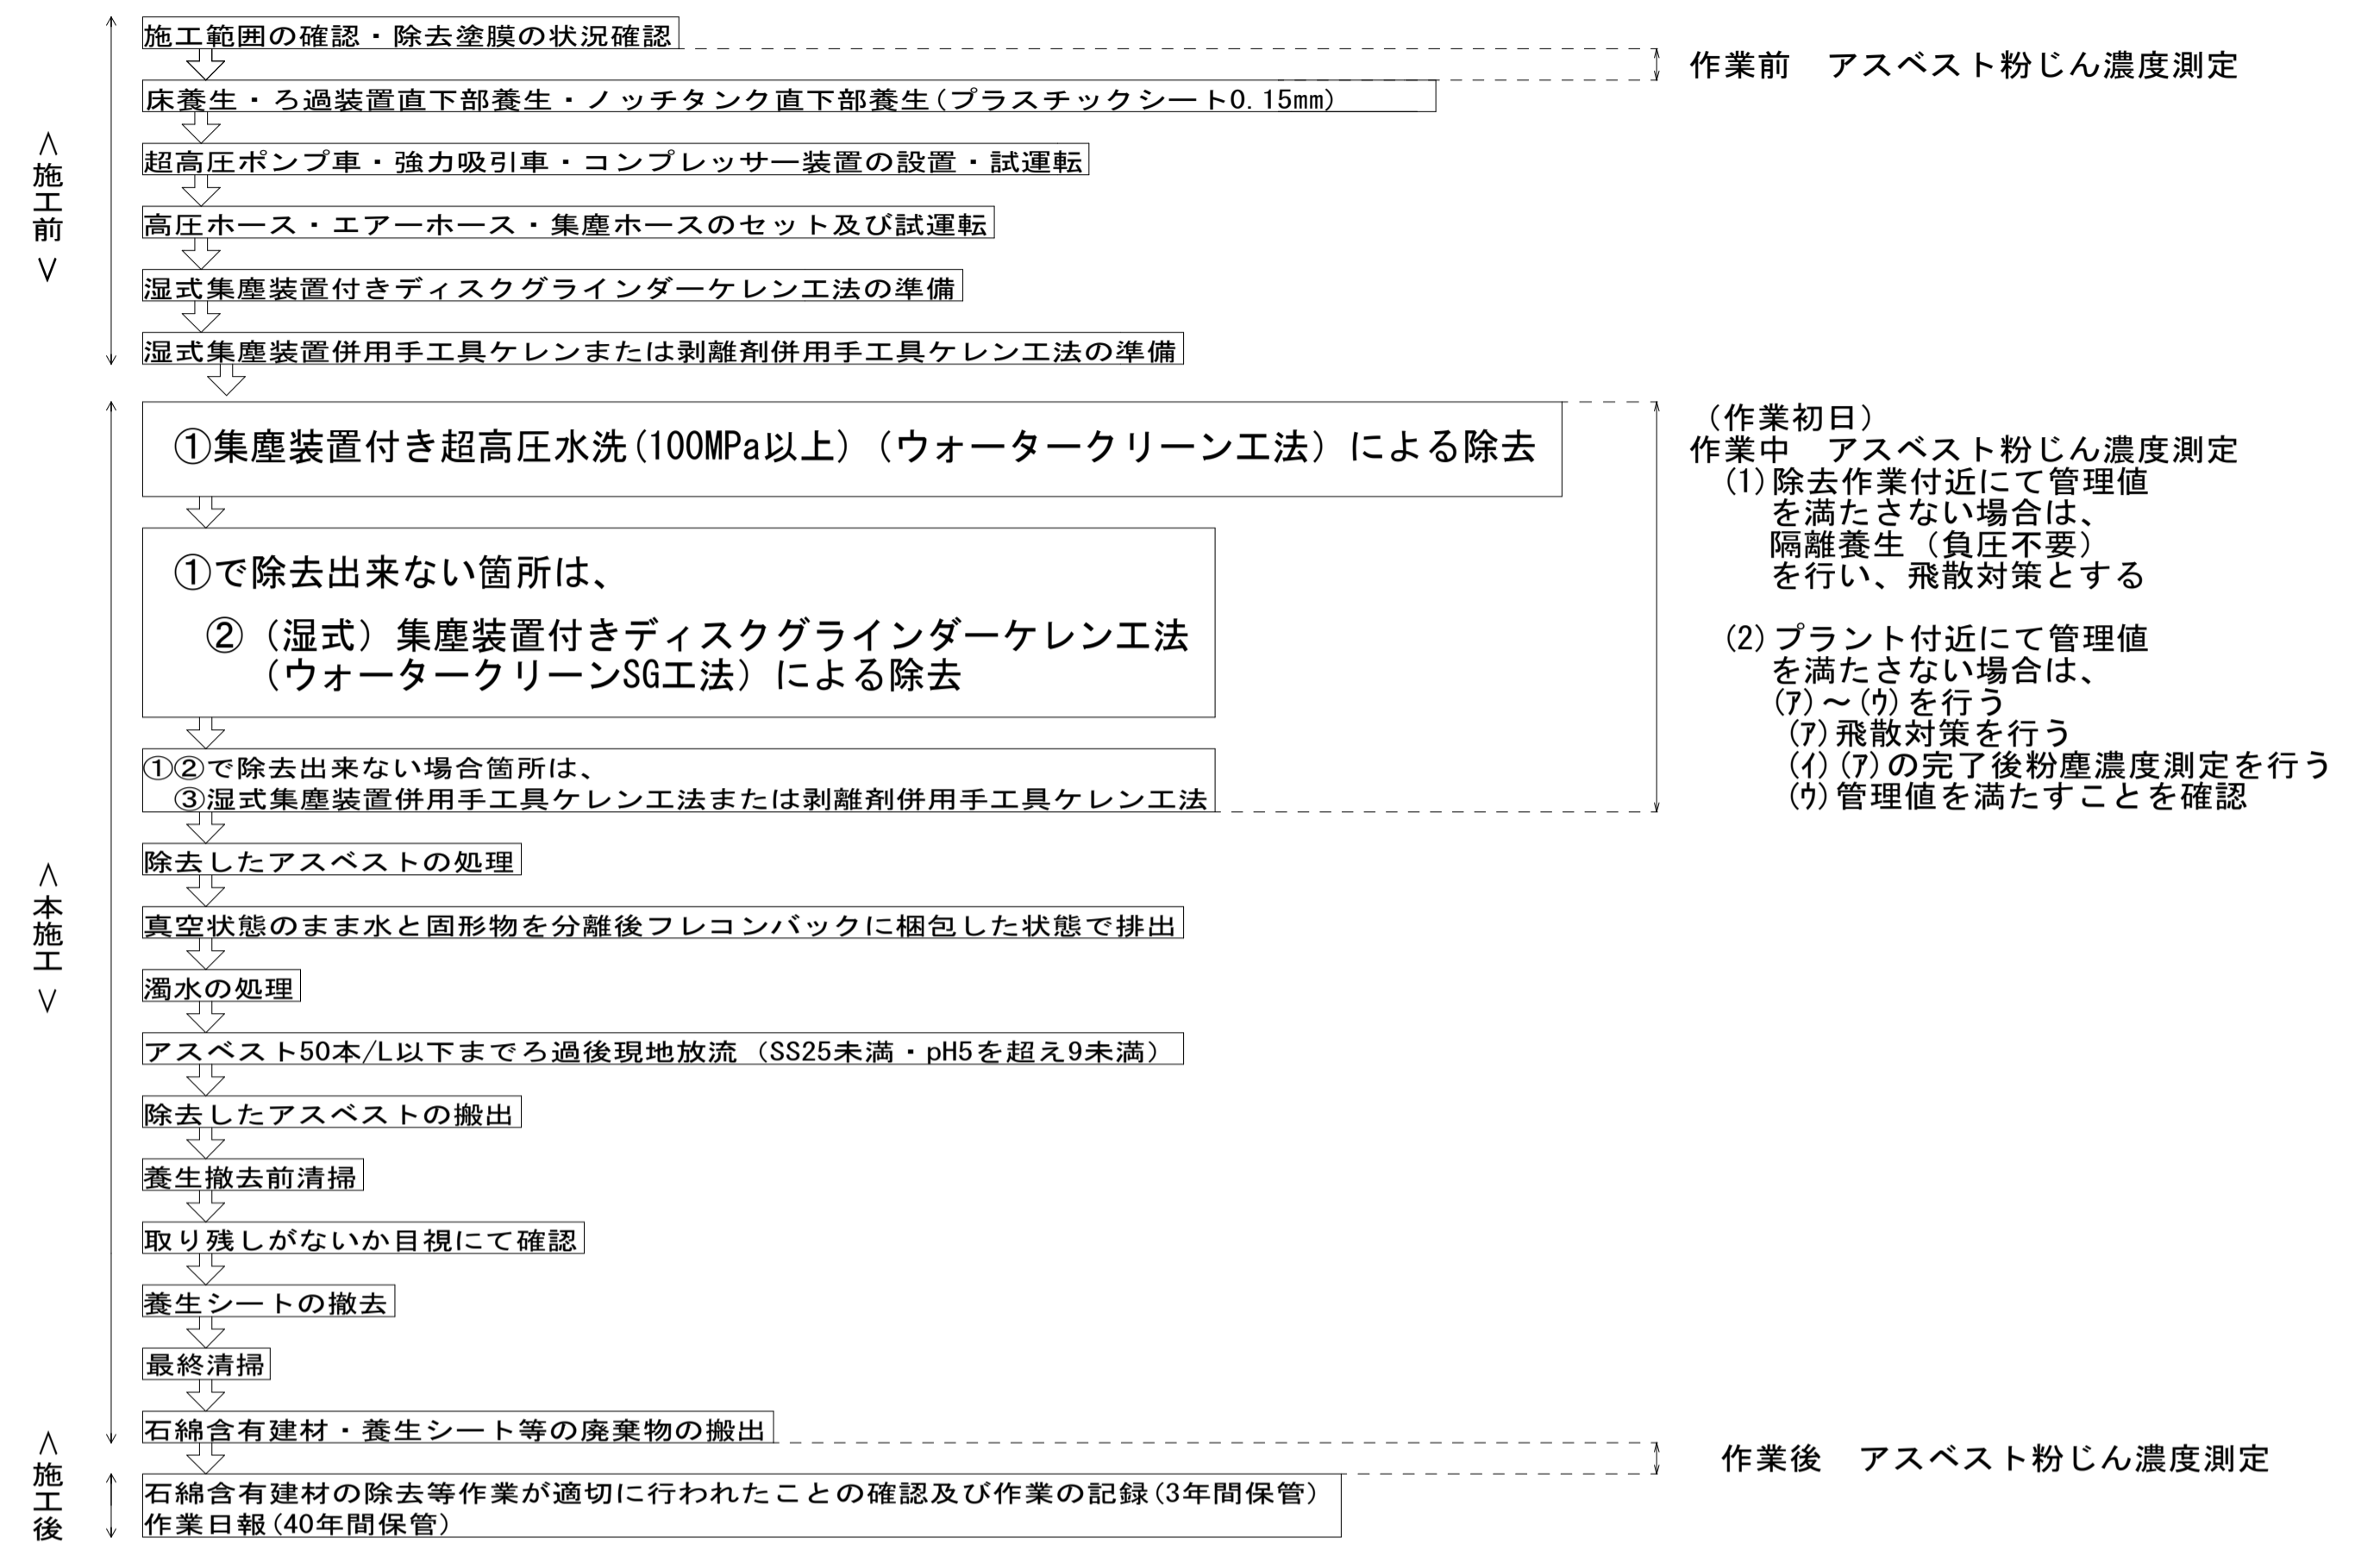 <施工前>
施工範囲の確認・除去塗膜の状況確認
作業前　アスベスト粉じん濃度測定
床養生・ろ過装置直下部養生・ノッチタンク直下部養生(プラスチックシート0.15mm)
超高圧ポンプ車・強力吸引車・コンプレッサー装置の設置・試運転
高圧ホース・エアーホース・集塵ホースのセット及び試運転
湿式集塵装置付きディスクグラインダーケレン工法の準備
湿式集塵装置併用手工具ケレンまたは剥離剤併用手工具ケレン工法の準備
<本施工>
①集塵装置付き超高圧水洗(100MPa以上)（ウォータークリーン工法）による除去
①で除去出来ない箇所は、
②（湿式）集塵装置付きディスクグラインダーケレン工法
（ウォータークリーンSG工法）による除去
①②で除去出来ない場合箇所は、
③湿式集塵装置併用手工具ケレン工法または剥離剤併用手工具ケレン工法
（作業初日）
作業中　アスベスト粉じん濃度測定
(1)除去作業付近にて管理値
を満たさない場合は、
隔離養生（負圧不要）
を行い、飛散対策とする
(2)プラント付近にて管理値
を満たさない場合は、
(ｱ)～(ｳ)を行う
(ｱ)飛散対策を行う
(ｲ)(ｱ)の完了後粉塵濃度測定を行う
(ｳ)管理値を満たすことを確認
除去したアスベストの処理
真空状態のまま水と固形物を分離後フレコンバックに梱包した状態で排出
濁水の処理
アスベスト50本/L以下までろ過後現地放流（SS25未満・pH5を超え9未満）
除去したアスベストの搬出
養生撤去前清掃
取り残しがないか目視にて確認
養生シートの撤去
最終清掃
石綿含有建材・養生シート等の廃棄物の搬出
作業後　アスベスト粉じん濃度測定
<施工後
石綿含有建材の除去等作業が適切に行われたことの確認及び作業の記録(3年間保管)
作業日報(40年間保管)